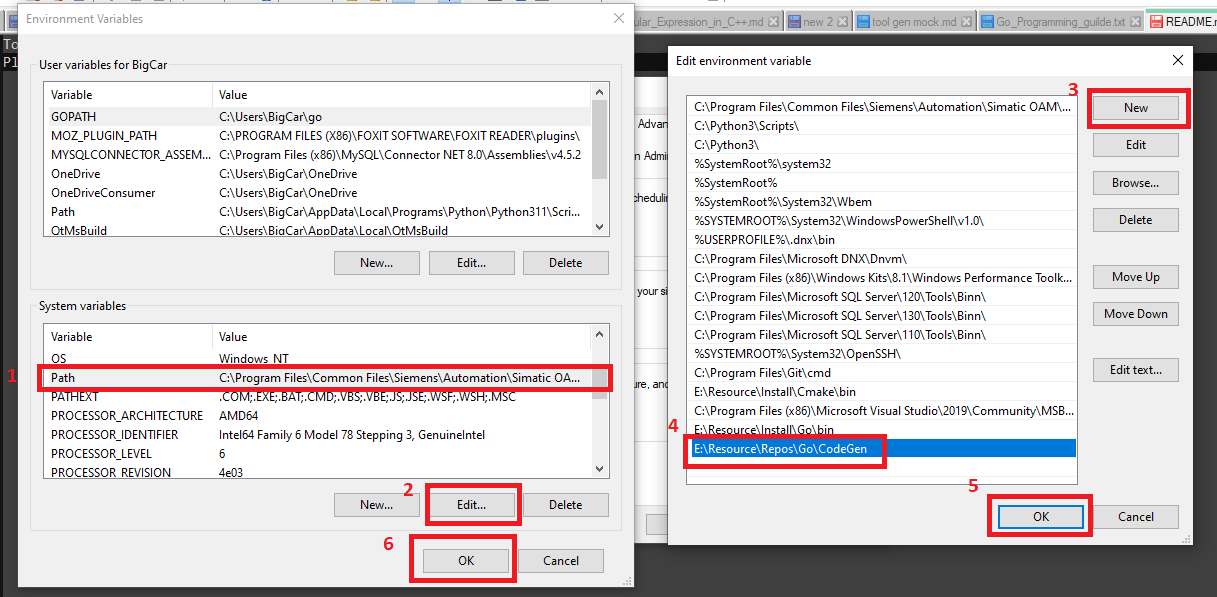 Environment Variables
ular_Expression_in_C++.md
new 2
tool gen mock.md
Go_Programming_guilde.txt
README.r
To
Pl
User variables for BigCar
Variable Value
GOPATH C:\Users\BigCar\go
MOZ_PLUGIN_PATH C:\PROGRAM FILES (X86)\FOXIT SOFTWARE\FOXIT READER\plugins\
MYSQLCONNECTOR_ASSEM... C:\Program Files (x86)\MySQL\Connector NET 8.0\Assemblies\v4.5.2
OneDrive C:\Users\BigCar\OneDrive
OneDriveConsumer C:\Users\BigCar\OneDrive
Path C:\Users\BigCar\AppData\Local\Programs\Python\Python311\Scri...
QtMsBuild C:\Users\BigCar\AppData\Local\QtMsBuild
New... Edit... Delete
System variables
Variable Value
OS Windows_NT
1
Path C:\Program Files\Common Files\Siemens\Automation\Simatic OA...
PATHEXT .COM;.EXE;.BAT;.CMD;.VBS;.VBE;.JS;.JSE;.WSF;.WSH;.MSC
PROCESSOR_ARCHITECTURE AMD64
PROCESSOR_IDENTIFIER Intel64 Family 6 Model 78 Stepping 3, GenuineIntel
PROCESSOR_LEVEL 6
PROCESSOR_REVISION 4e03
2
New... Edit... Delete
6
OK Cancel
Advan
n Admi
chedulin
your si
ure, and
Edit environment variable
3
C:\Program Files\Common Files\Siemens\Automation\Simatic OAM\...
C:\Python3\Scripts\
C:\Python3\
%SystemRoot%\system32
%SystemRoot%
%SystemRoot%\System32\Wbem
%SYSTEMROOT%\System32\WindowsPowerShell\v1.0\
%USERPROFILE%\.dnx\bin
C:\Program Files\Microsoft DNX\Dnvm\
C:\Program Files (x86)\Windows Kits\8.1\Windows Performance Toolk...
C:\Program Files\Microsoft SQL Server\120\Tools\Binn\
C:\Program Files\Microsoft SQL Server\130\Tools\Binn\
C:\Program Files\Microsoft SQL Server\110\Tools\Binn\
%SYSTEMROOT%\System32\OpenSSH\
C:\Program Files\Git\cmd
E:\Resource\Install\Cmake\bin
C:\Program Files (x86)\Microsoft Visual Studio\2019\Community\MSB...
E:\Resource\Install\Go\bin
4
E:\Resource\Repos\Go\CodeGen
New
Edit
Browse...
Delete
Move Up
Move Down
Edit text...
5
OK Cancel